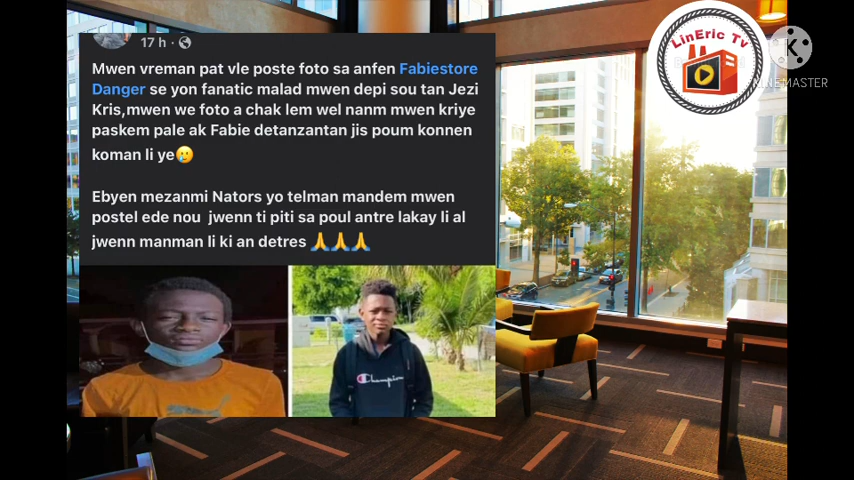 17 h ·
Mwen vreman pat vle poste foto sa anfen Fabiestore
Danger se yon fanatic malad mwen depi sou tan Jezi
Kris,mwen we foto a chak lem wel nanm mwen kriye
paskem pale ak Fabie detanzantan jis poum konnen
koman li ye🥲
Ebyen mezanmi Nators yo telman mandem mwen
postel ede nou jwenn ti piti sa poul antre lakay li al
jwenn manman li ki an detres 🙏🙏🙏
Champion
LinEric Tv
K
NEMASTER